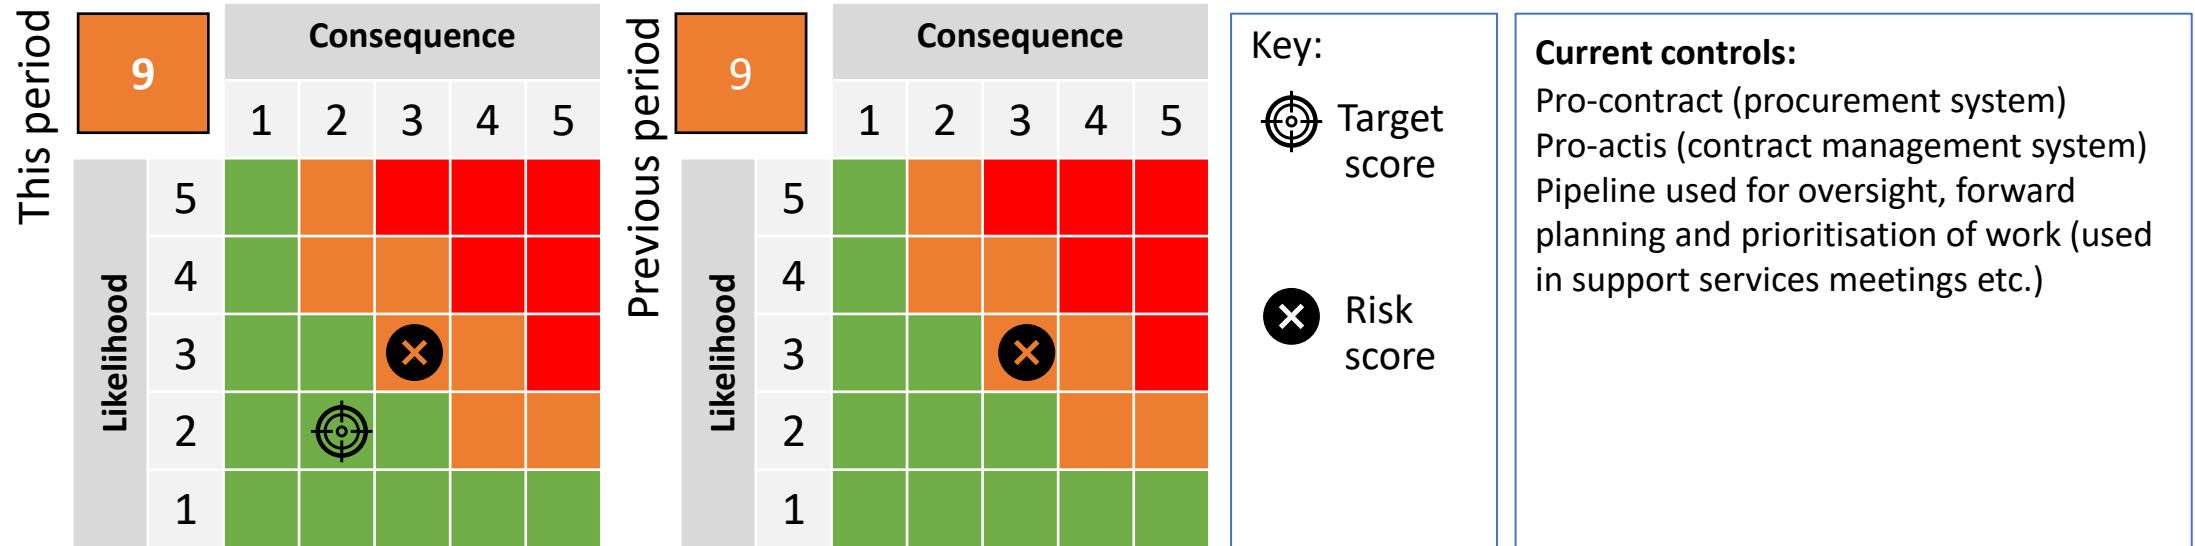 This period
9
Consequence
1 2 3 4 5
Likelihood
5
4
3
2
1
Previous period
9
Consequence
1 2 3 4 5
Likelihood
5
4
3
2
1
Key:
Target
score
Risk
score
Current controls:
Pro-contract (procurement system)
Pro-actis (contract management system)
Pipeline used for oversight, forward
planning and prioritisation of work (used
in support services meetings etc.)